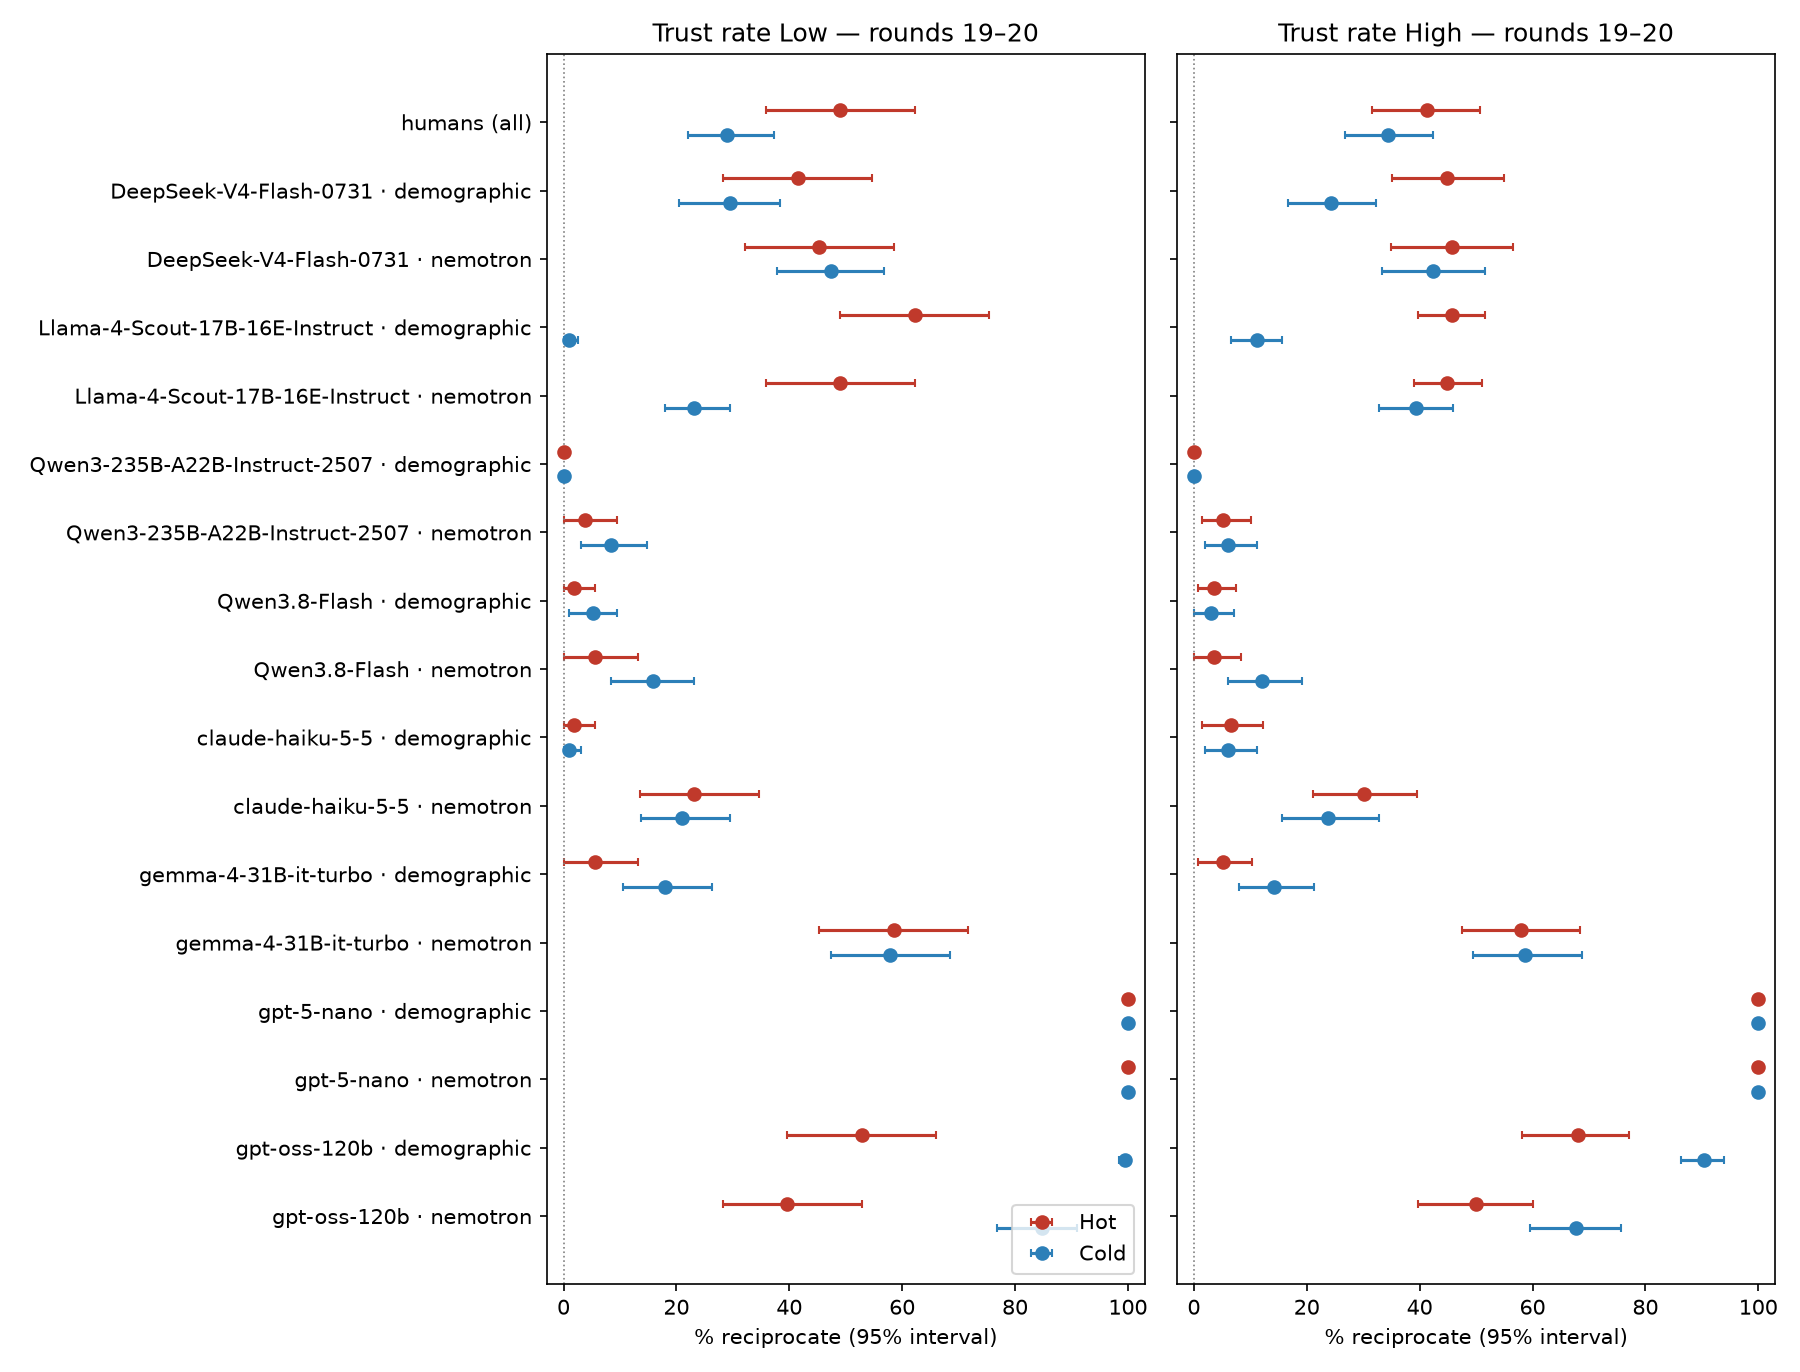 Trust rate Low — rounds 19–20
Trust rate High — rounds 19–20
humans (all)
DeepSeek-V4-Flash-0731 · demographic
DeepSeek-V4-Flash-0731 · nemotron
Llama-4-Scout-17B-16E-Instruct · demographic
Llama-4-Scout-17B-16E-Instruct · nemotron
Qwen3-235B-A22B-Instruct-2507 · demographic
Qwen3-235B-A22B-Instruct-2507 · nemotron
Qwen3.8-Flash · demographic
Qwen3.8-Flash · nemotron
claude-haiku-5-5 · demographic
claude-haiku-5-5 · nemotron
gemma-4-31B-it-turbo · demographic
gemma-4-31B-it-turbo · nemotron
gpt-5-nano · demographic
gpt-5-nano · nemotron
gpt-oss-120b · demographic
gpt-oss-120b · nemotron
Hot
Cold
0 20 40 60 80 100
0 20 40 60 80 100
% reciprocate (95% interval)
% reciprocate (95% interval)